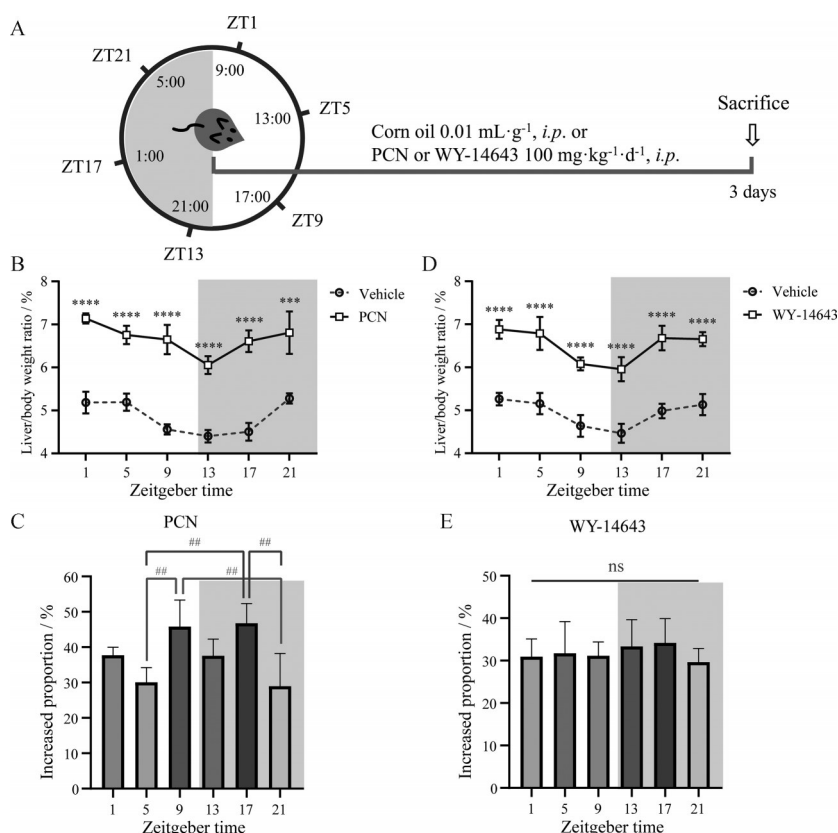 A
ZT1
ZT21
5:00
9:00
ZT5
13:00
Sacrifice
Corn oil 0.01 mL·g⁻¹, i.p. or
PCN or WY-14643 100 mg·kg⁻¹·d⁻¹, i.p.
1:00
ZT17
17:00
21:00
ZT9
3 days
ZT13
B
Liver/body weight ratio / %
8
7
6
5
4
**** **** **** **** **** ***
Vehicle
PCN
1 5 9 13 17 21
Zeitgeber time
D
Liver/body weight ratio / %
8
7
6
5
4
**** **** **** **** **** ****
Vehicle
WY-14643
1 5 9 13 17 21
Zeitgeber time
C
PCN
Increased proportion / %
60
50
40
30
20
10
0
## ##
## ##
1 5 9 13 17 21
Zeitgeber time
E
WY-14643
Increased proportion / %
50
40
30
20
10
0
ns
1 5 9 13 17 21
Zeitgeber time